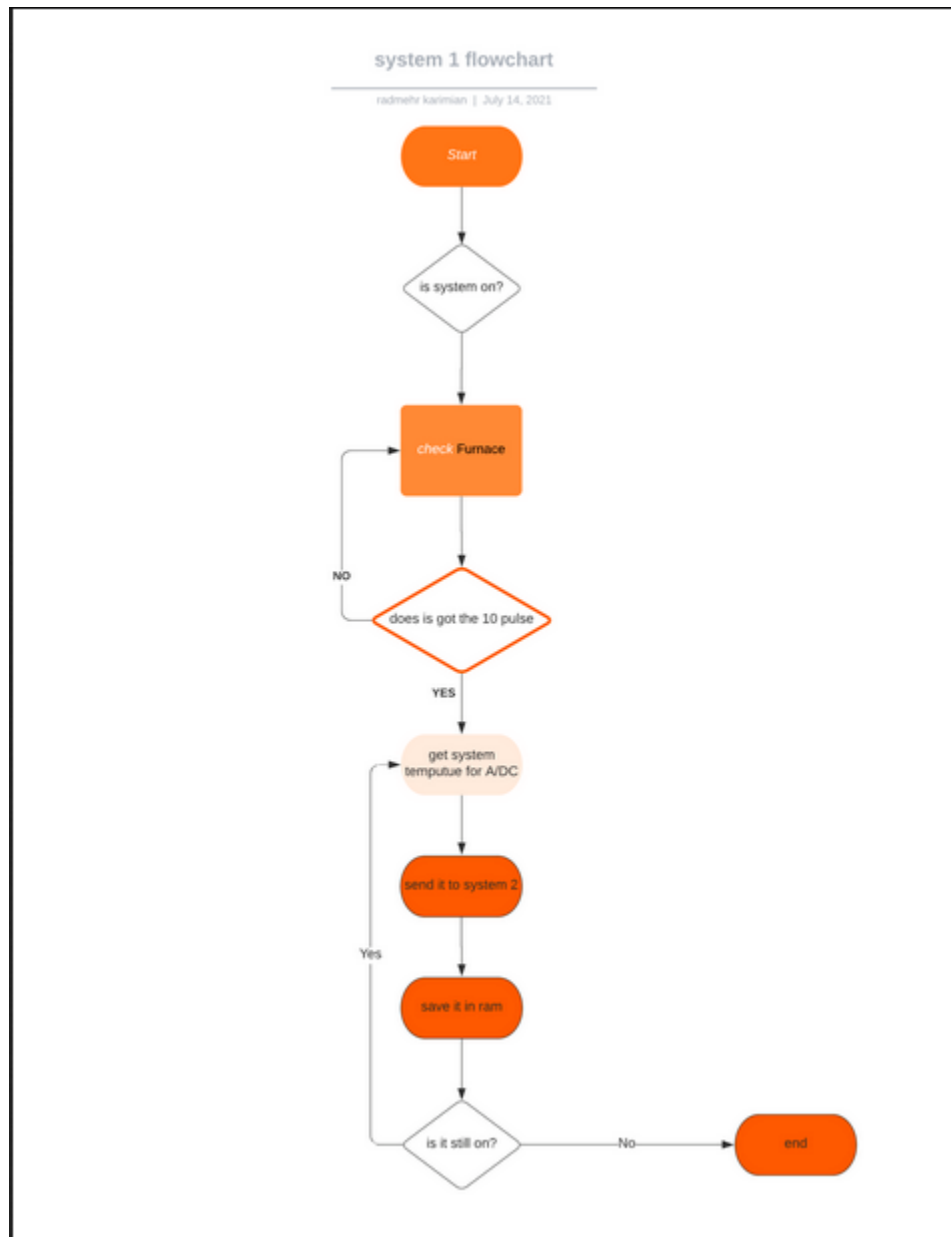 system 1 flowchart
radmehr karimian | July 14, 2021
Start
is system on?
check Furnace
NO
does is got the 10 pulse
YES
get system
temputue for A/DC
send it to system 2
Yes
save it in ram
is it still on?
No
end